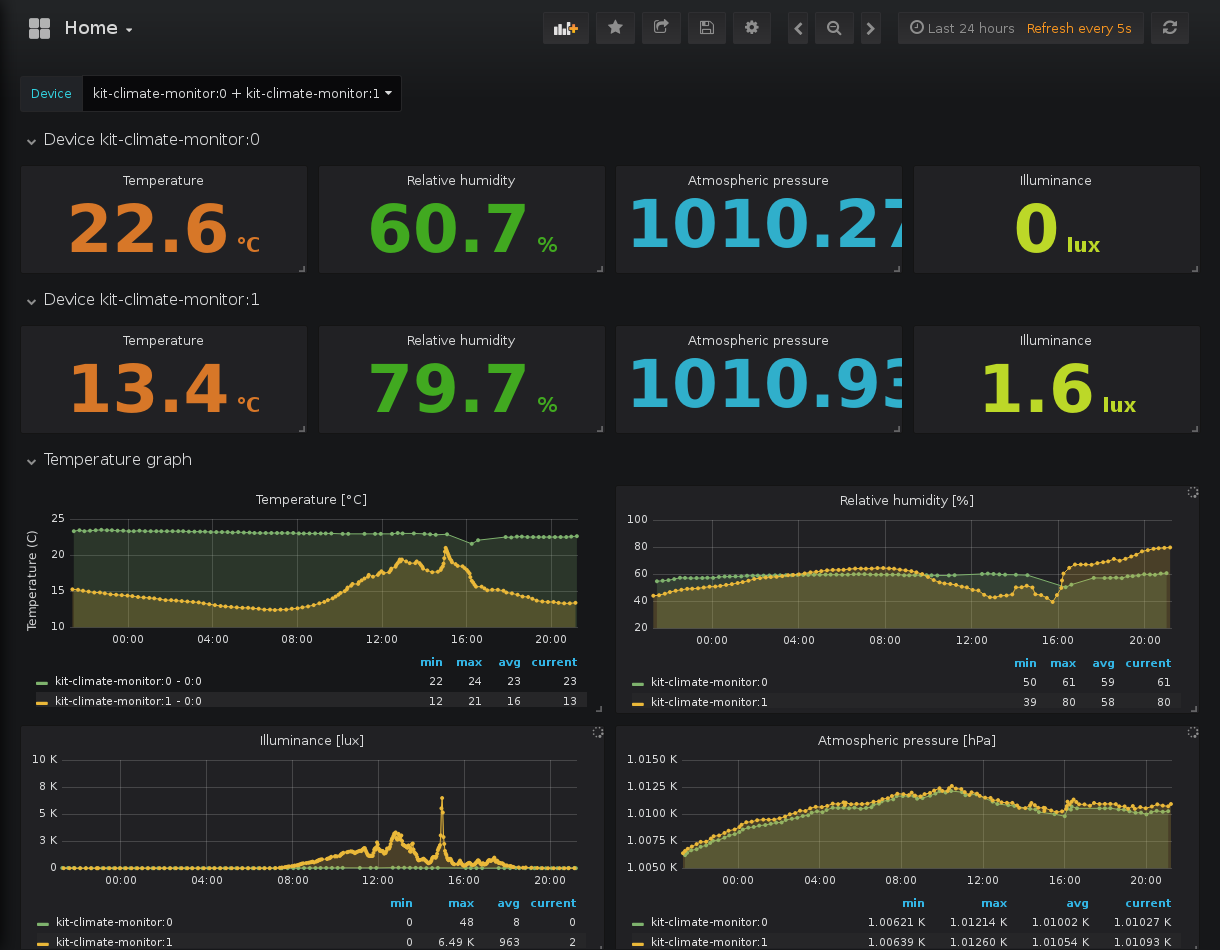 Home
Last 24 hours Refresh every 5s
Device kit-climate-monitor:0 + kit-climate-monitor:1
Device kit-climate-monitor:0
Temperature Relative humidity Atmospheric pressure Illuminance
22.6 °C 60.7 % 1010.27 0 lux
Device kit-climate-monitor:1
Temperature Relative humidity Atmospheric pressure Illuminance
13.4 °C 79.7 % 1010.93 1.6 lux
Temperature graph
Temperature [°C]
Temperature (C)
25
20
15
10
00:00 04:00 08:00 12:00 16:00 20:00
min max avg current
kit-climate-monitor:0 - 0:0 22 24 23 23
kit-climate-monitor:1 - 0:0 12 21 16 13
Relative humidity [%]
100
80
60
40
20
00:00 04:00 08:00 12:00 16:00 20:00
min max avg current
kit-climate-monitor:0 50 61 59 61
kit-climate-monitor:1 39 80 58 80
Illuminance [lux]
10 K
8 K
5 K
3 K
0
00:00 04:00 08:00 12:00 16:00 20:00
min max avg current
kit-climate-monitor:0 0 48 8 0
kit-climate-monitor:1 0 6.49 K 963 2
Atmospheric pressure [hPa]
1.0150 K
1.0125 K
1.0100 K
1.0075 K
1.0050 K
00:00 04:00 08:00 12:00 16:00 20:00
min max avg current
kit-climate-monitor:0 1.00621 K 1.01214 K 1.01002 K 1.01027 K
kit-climate-monitor:1 1.00639 K 1.01260 K 1.01054 K 1.01093 K